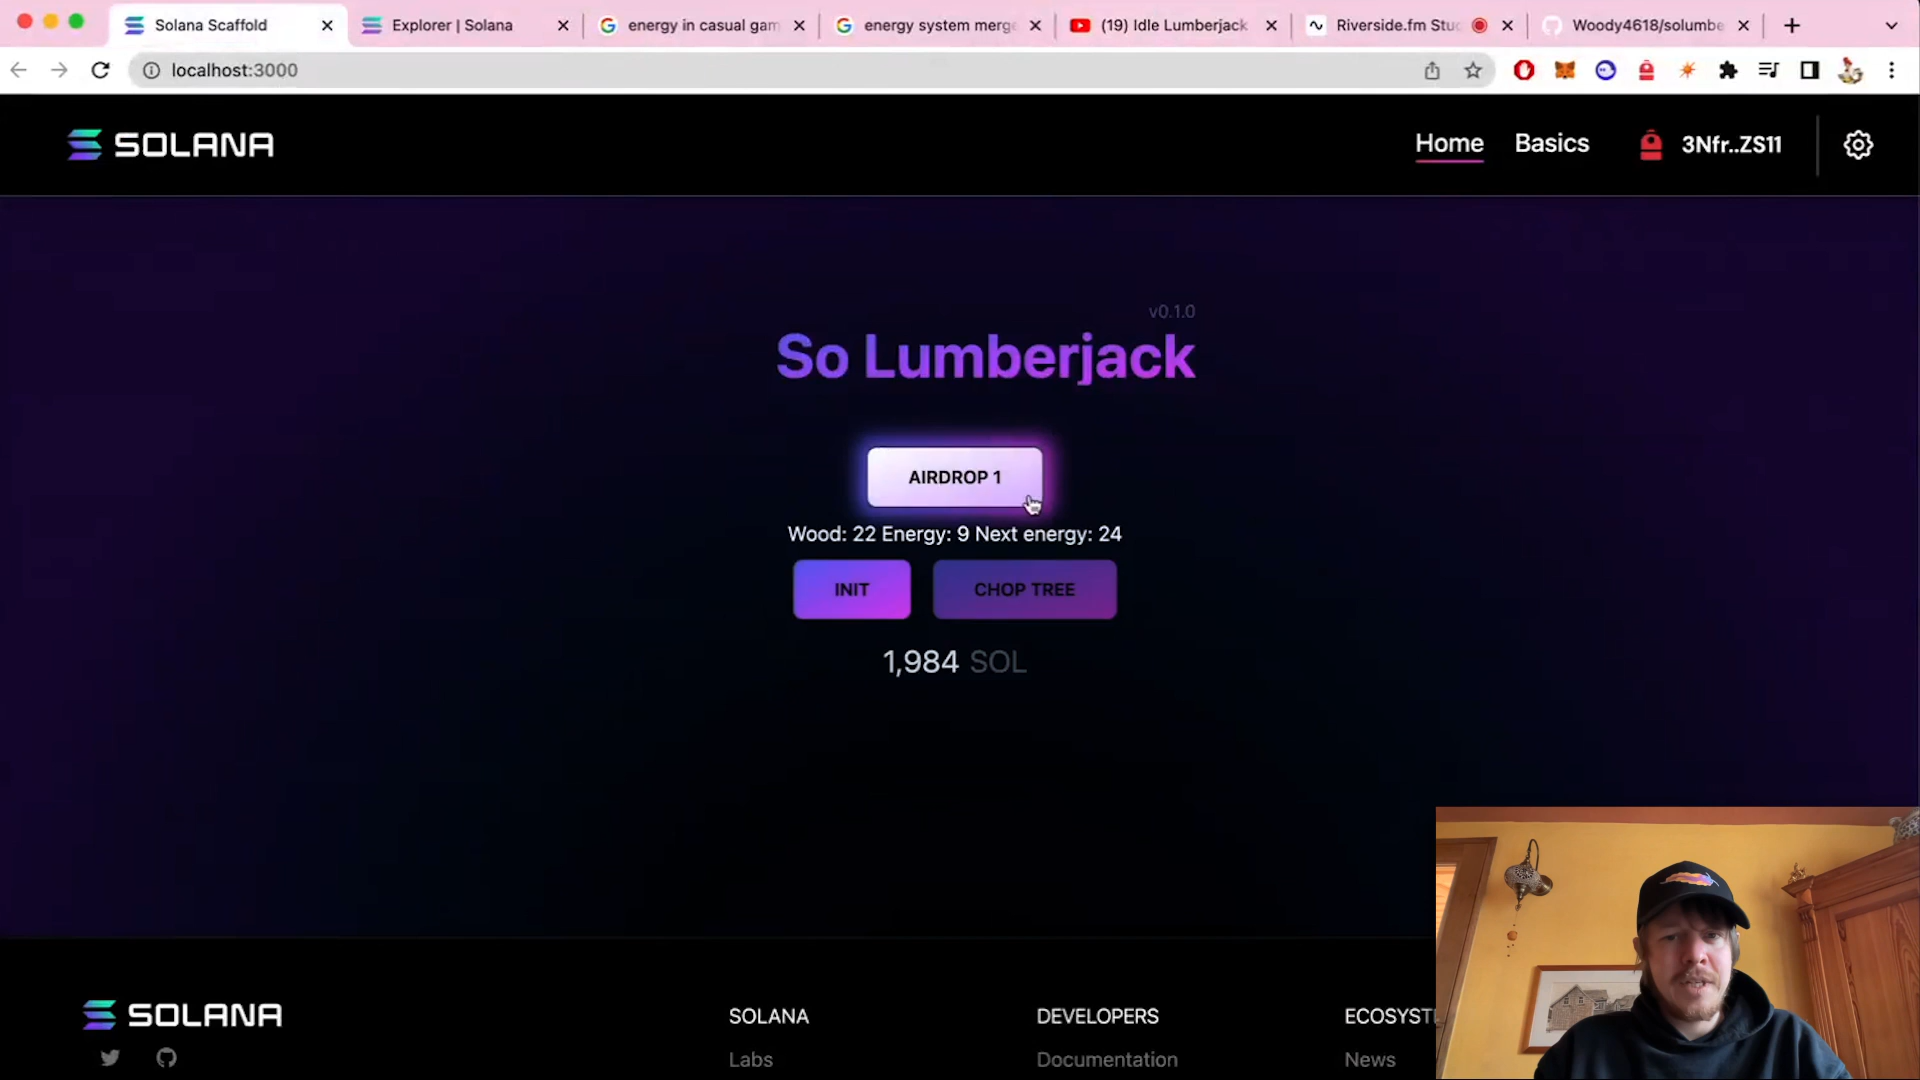 Solana Scaffold
Explorer | Solana
energy in casual gam
energy system merge
(19) Idle Lumberjack
Riverside.fm Stu
Woody4618/solumbe
localhost:3000
SOLANA
Home
Basics
3Nfr..ZS11
v0.1.0
So Lumberjack
AIRDROP 1
Wood: 22 Energy: 9 Next energy: 24
INIT
CHOP TREE
1,984 SOL
SOLANA
SOLANA
DEVELOPERS
ECOSYSTE
Labs
Documentation
News